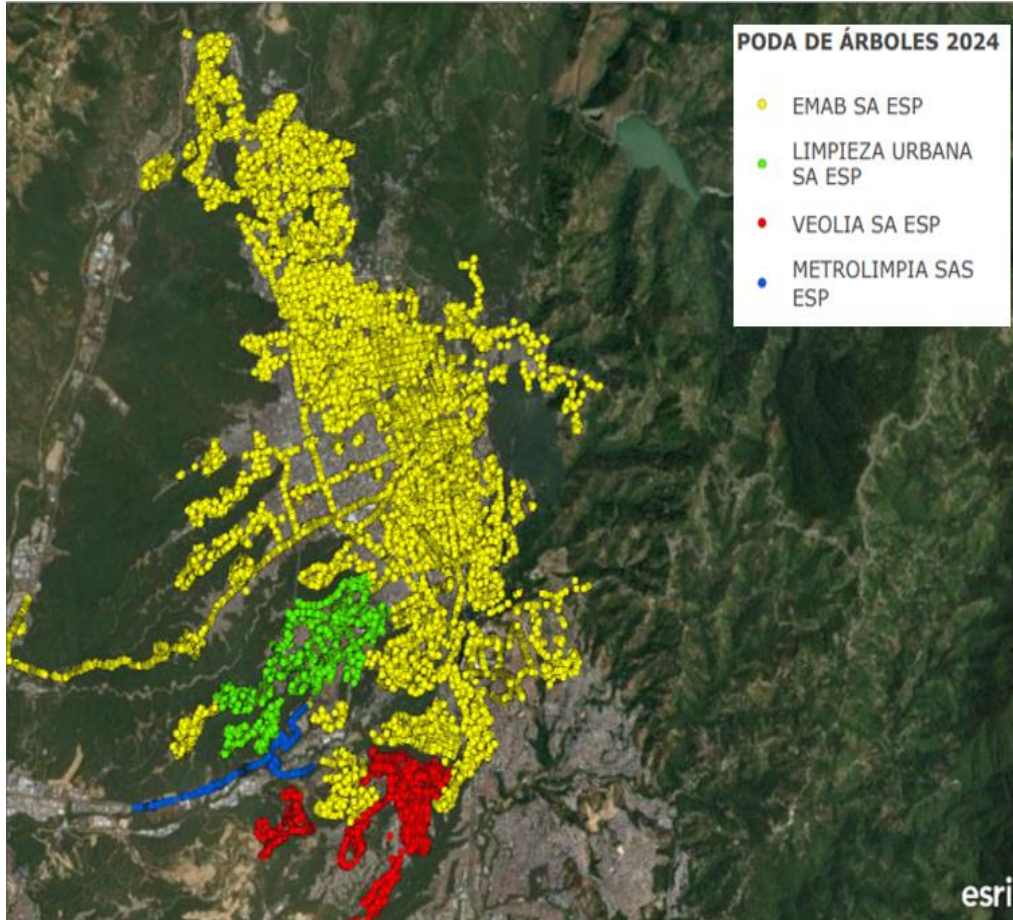 PODA DE ÁRBOLES 2024
EMAB SA ESP
LIMPIEZA URBANA
SA ESP
VEOLIA SA ESP
METROLIMPIA SAS
ESP
esri